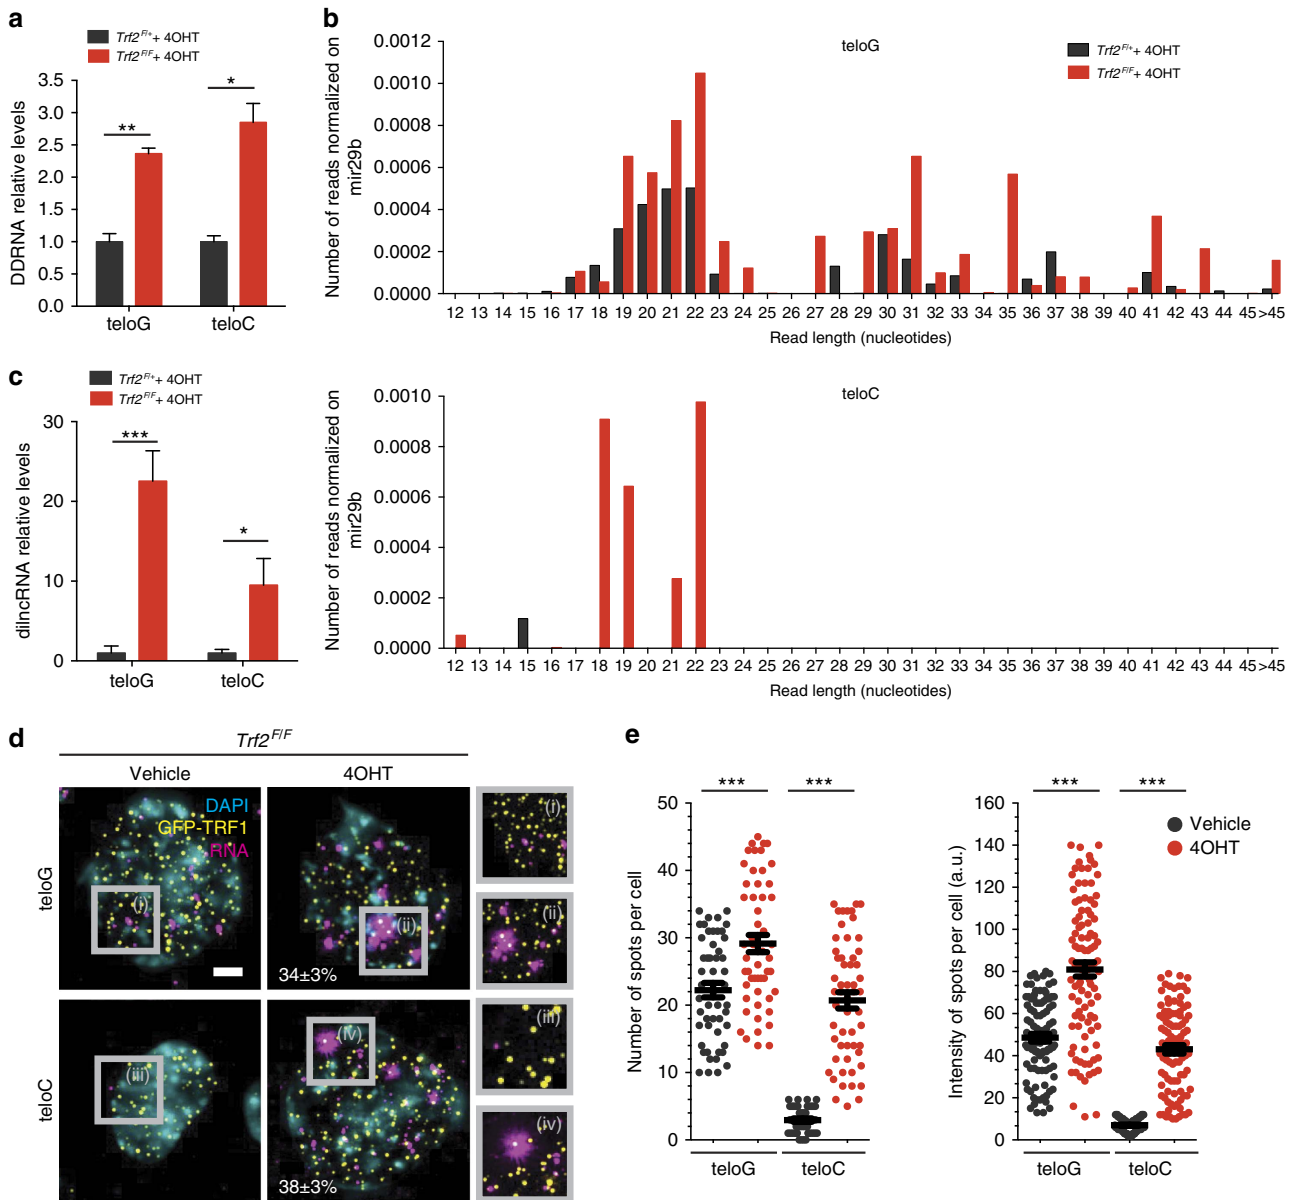 a
Trf2 F/+ + 4OHT
Trf2 F/F + 4OHT
DDRNA relative levels
3.5
3.0
2.5
2.0
1.5
1.0
0.5
0.0
**
*
teloG
teloC
b
teloG
Trf2 F/+ + 4OHT
Trf2 F/F + 4OHT
Number of reads normalized on
mir29b
0.0012
0.0010
0.0012
0.0006
0.0004
0.0002
0.0000
12 13 14 15 16 17 18 19 20 21 22 23 24 25 26 27 28 29 30 31 32 33 34 35 36 37 38 39 40 41 42 43 44 45 >45
Read length (nucleotides)
teloC
Number of reads normalized on
mir29b
0.0010
0.0012
0.0006
0.0004
0.0002
0.0000
12 13 14 15 16 17 18 19 20 21 22 23 24 25 26 27 28 29 30 31 32 33 34 35 36 37 38 39 40 41 42 43 44 45 >45
Read length (nucleotides)
c
Trf2 F/+ + 4OHT
Trf2 F/F + 4OHT
dilncRNA relative levels
30
20
10
0
***
*
teloG
teloC
d
Trf2 F/F
Vehicle
4OHT
teloG
DAPI
GFP-TRF1
RNA
(i)
(ii)
34±3%
(i)
(ii)
teloC
(iii)
(iv)
38±3%
(iii)
(iv)
e
Number of spots per cell
50
40
30
20
10
0
***
***
teloG
teloC
Intensity of spots per cell (a.u.)
160
140
120
100
80
60
40
20
0
***
***
Vehicle
4OHT
teloG
teloC